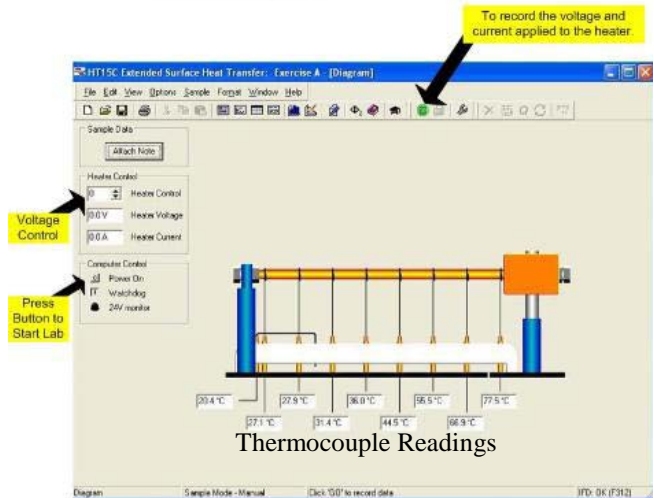 To record the voltage and
current applied to the heater.
HT15C Extended Surface Heat Transfer: Exercise A - [Diagram]
File Edit View Options Sample Format Window Help
Sample Data
Attach Note
Heater Control
0 Heater Control
0.0 V Heater Voltage
0.0 A Heater Current
Voltage
Control
Computer Control
Power On
Watchdog
24V monitor
Press
Button to
Start Lab
20.4 °C 27.9 °C 36.0 °C 55.5 °C 77.5 °C
27.1 °C 31.4 °C 44.5 °C 66.9 °C
Thermocouple Readings
Diagram Sample Mode - Manual Click 'GO' to record data IFD: OK (F312)